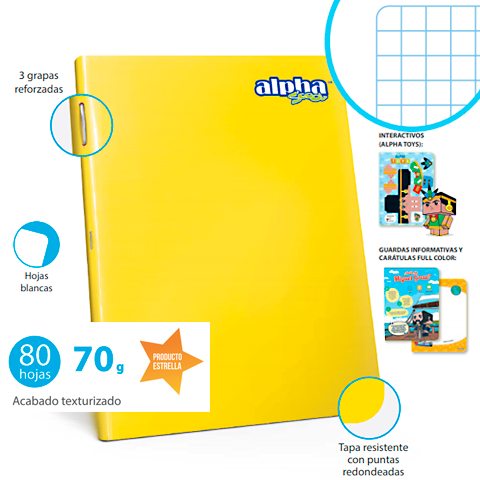 3 grapas
reforzadas
alpha
INTERACTIVOS
(ALPHA TOYS):
GUARDAS INFORMATIVAS Y
CARÁTULAS FULL COLOR:
Hojas
blancas
80
hojas
70g
PRODUCTO
ESTRELLA
Acabado texturizado
Tapa resistente
con puntas
redondeadas